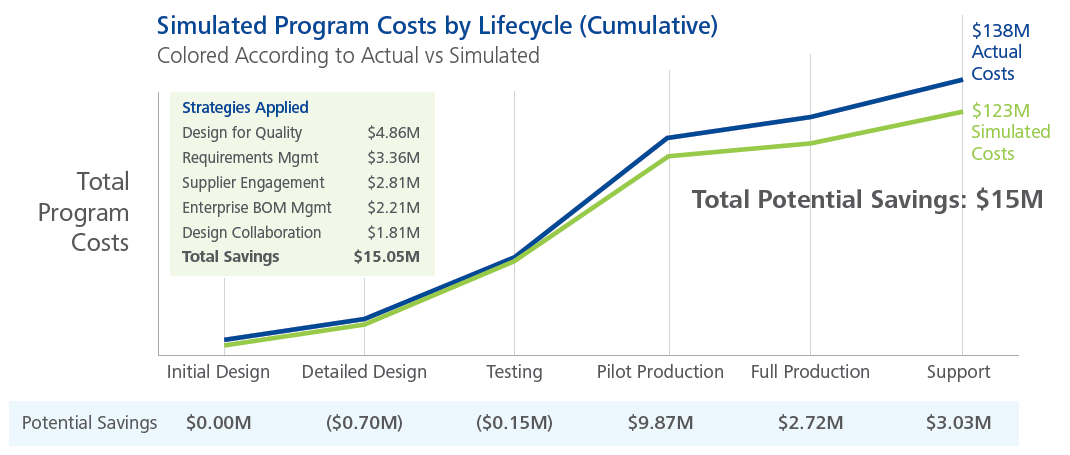 Simulated Program Costs by Lifecycle (Cumulative)
Colored According to Actual vs Simulated
$138M
Actual
Costs
$123M
Simulated
Costs
Strategies Applied
Design for Quality $4.86M
Requirements Mgmt $3.36M
Supplier Engagement $2.81M
Enterprise BOM Mgmt $2.21M
Design Collaboration $1.81M
Total Savings $15.05M
Total
Program
Costs
Total Potential Savings: $15M
Initial Design Detailed Design Testing Pilot Production Full Production Support
Potential Savings $0.00M ($0.70M) ($0.15M) $9.87M $2.72M $3.03M